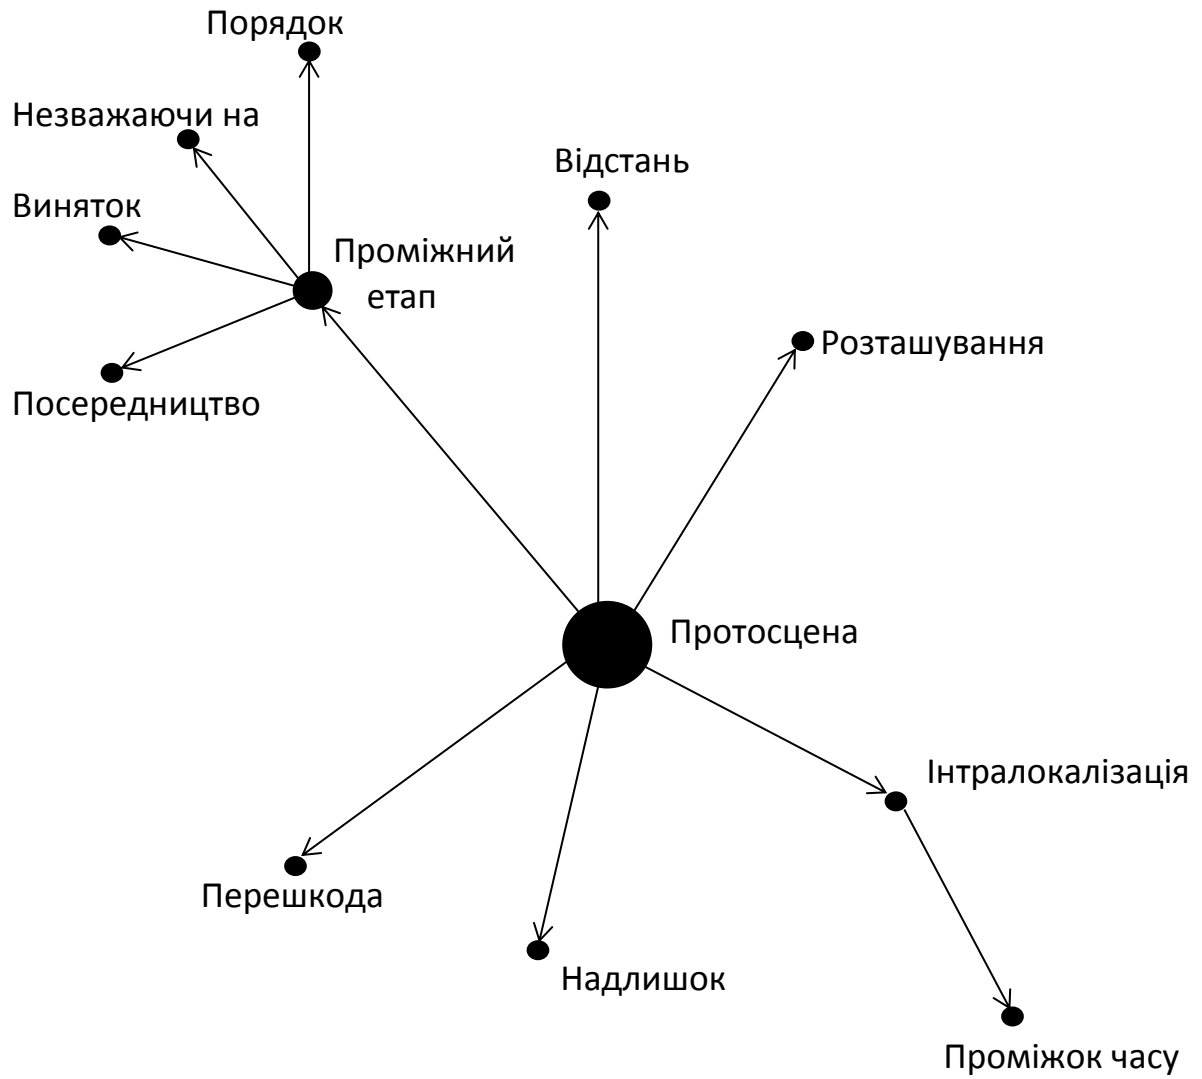 Порядок
Незважаючи на
Відстань
Виняток
Проміжний
етап
Розташування
Посередництво
Протосцена
Інтралокалізація
Перешкода
Надлишок
Проміжок часу